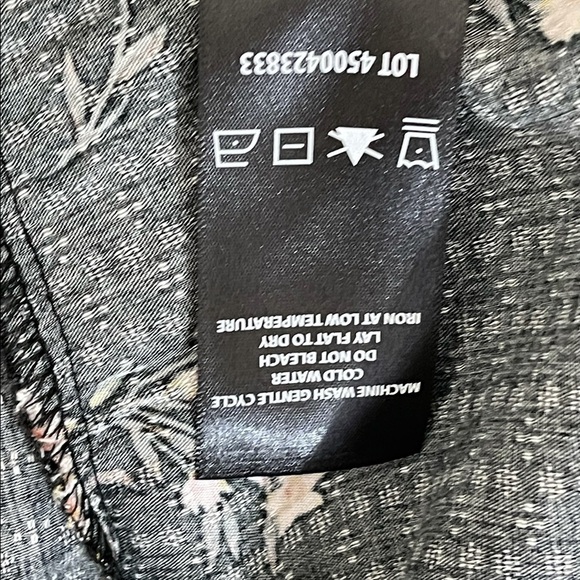 MACHINE WASH GENTLE CYCLE
COLD WATER
DO NOT BLEACH
LAY FLAT TO DRY
IRON AT LOW TEMPERATURE
LOT 4500423833